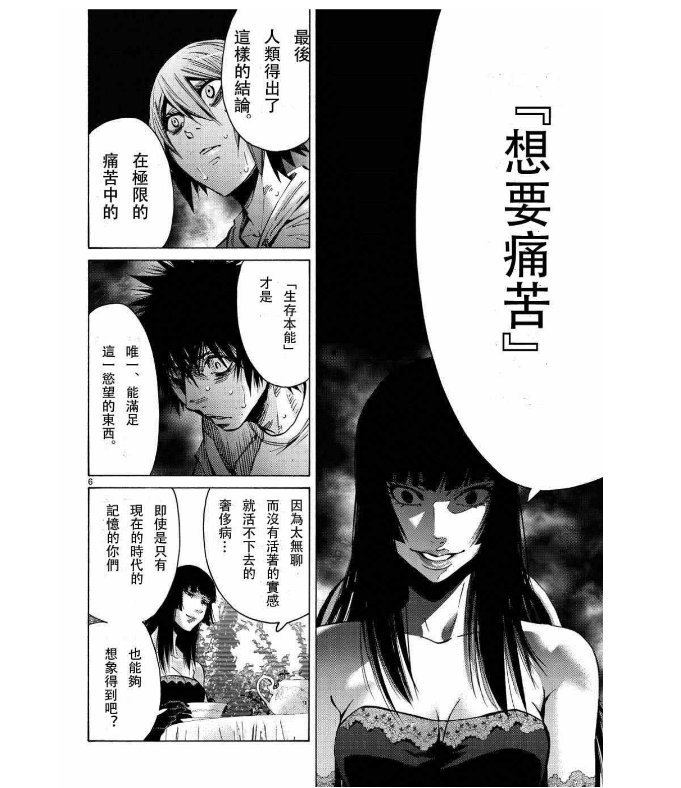 『想要痛苦』
最後
人類得出了
這樣的結論。
在極限的
痛苦中的
「生存本能」
才是
唯一、能滿足
這一慾望的東西。
6
因為太無聊
而沒有活著的實感
就活不下去的
奢侈病…
即使是只有
現在的時代的
記憶的你們
也能夠
想象得到吧?